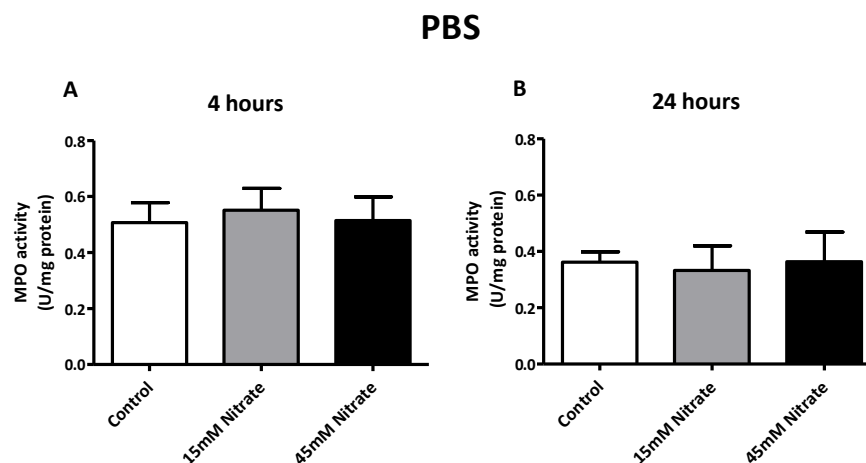 PBS
A
4 hours
MPO activity
(U/mg protein)
0.8
0.6
0.4
0.2
0.0
Control
15mM Nitrate
45mM Nitrate
B
24 hours
MPO activity
(U/mg protein)
0.8
0.6
0.4
0.2
0.0
Control
15mM Nitrate
45mM Nitrate